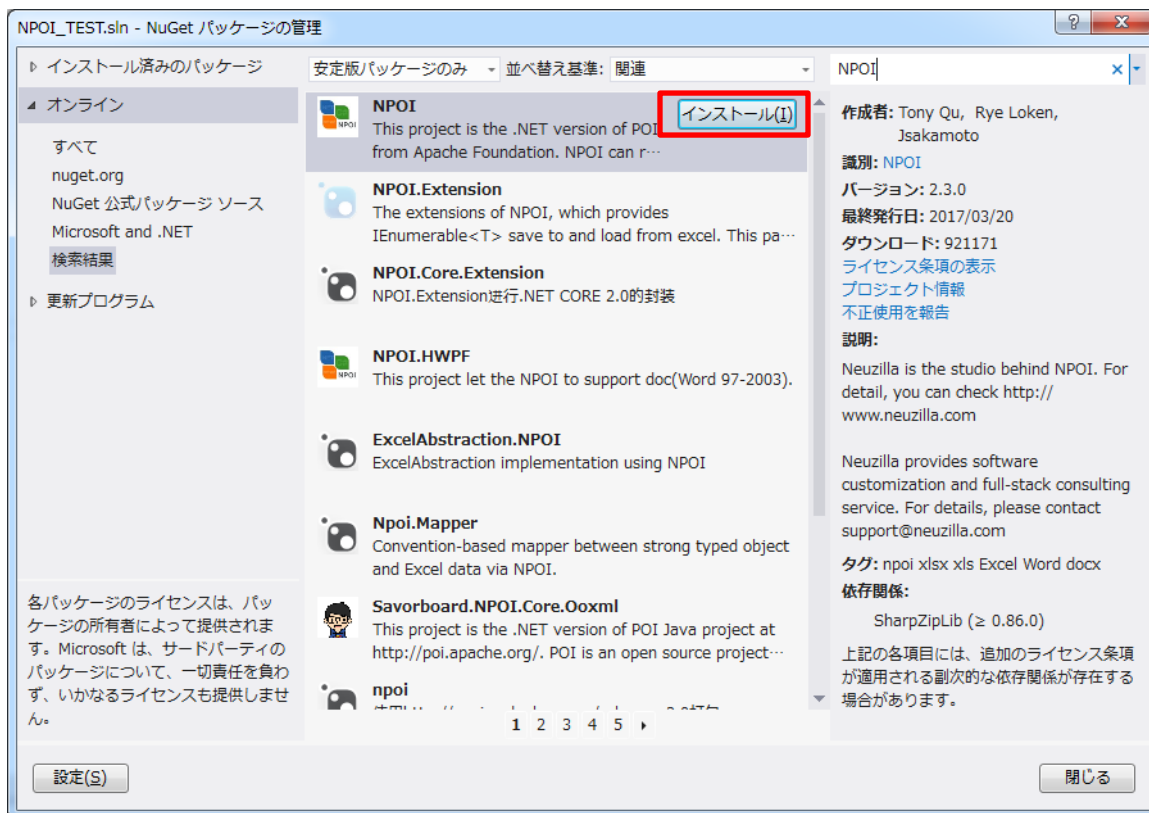 NPOI_TEST.sln - NuGet パッケージの管理
インストール済みのパッケージ
オンライン
すべて
nuget.org
NuGet 公式パッケージ ソース
Microsoft and .NET
検索結果
更新プログラム
各パッケージのライセンスは、パッ
ケージの所有者によって提供されま
す。Microsoft は、サードパーティの
パッケージについて、一切責任を負わ
ず、いかなるライセンスも提供しませ
ん。
安定版パッケージのみ 並べ替え基準: 関連
NPOI
インストール(I)
This project is the .NET version of POI
from Apache Foundation. NPOI can r…
NPOI
NPOI.Extension
The extensions of NPOI, which provides
IEnumerable<T> save to and load from excel. This pa…
NPOI.Core.Extension
NPOI.Extension进行.NET CORE 2.0的封装
NPOI.HWPF
This project let the NPOI to support doc(Word 97-2003).
NPOI
ExcelAbstraction.NPOI
ExcelAbstraction implementation using NPOI
Npoi.Mapper
Convention-based mapper between strong typed object
and Excel data via NPOI.
Savorboard.NPOI.Core.Ooxml
This project is the .NET version of POI Java project at
http://poi.apache.org/. POI is an open source project…
npoi
1 2 3 4 5
NPOI
作成者: Tony Qu, Rye Loken,
Jsakamoto
識別: NPOI
バージョン: 2.3.0
最終発行日: 2017/03/20
ダウンロード: 921171
ライセンス条項の表示
プロジェクト情報
不正使用を報告
説明:
Neuzilla is the studio behind NPOI. For
detail, you can check http://
www.neuzilla.com
Neuzilla provides software
customization and full-stack consulting
service. For details, please contact
support@neuzilla.com
タグ: npoi xlsx xls Excel Word docx
依存関係:
SharpZipLib (≥ 0.86.0)
上記の各項目には、追加のライセンス条項
が適用される副次的な依存関係が存在する
場合があります。
設定(S)
閉じる